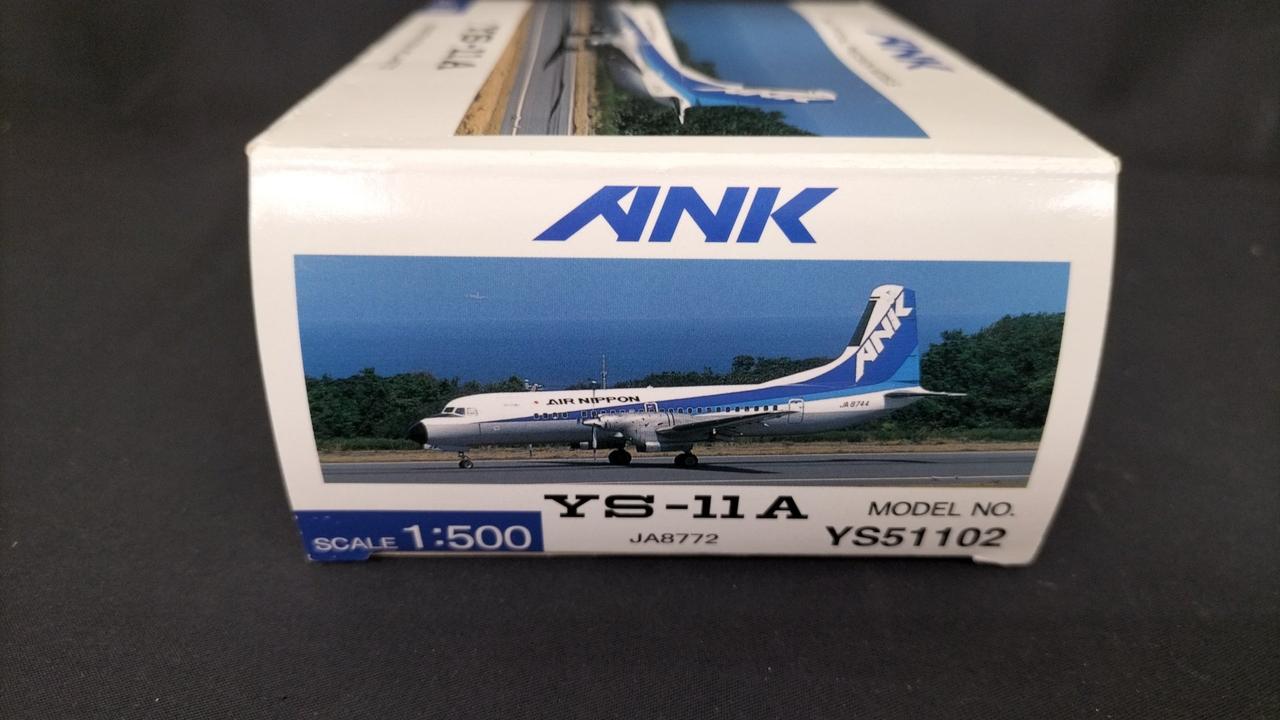 YS-11A
ANK
ANK
ANK
AIR NIPPON
JA8744
YS-11A
MODEL NO.
SCALE 1:500
JA8772
YS51102